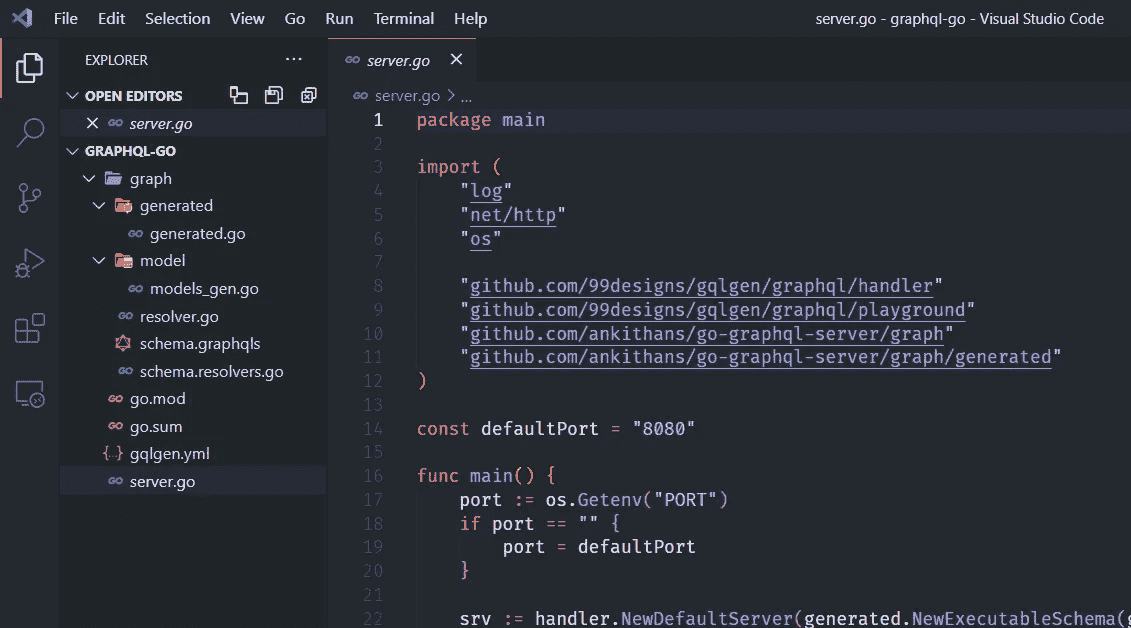 File Edit Selection View Go Run Terminal Help server.go - graphql-go - Visual Studio Code
EXPLORER ...
OPEN EDITORS
server.go
GRAPHQL-GO
graph
generated
generated.go
model
models_gen.go
resolver.go
schema.graphqls
schema.resolvers.go
go.mod
go.sum
gqlgen.yml
server.go
server.go
server.go > ...
1 package main
2
3 import (
4 "log"
5 "net/http"
6 "os"
7
8 "github.com/99designs/gqlgen/graphql/handler"
9 "github.com/99designs/gqlgen/graphql/playground"
10 "github.com/ankithans/go-graphql-server/graph"
11 "github.com/ankithans/go-graphql-server/graph/generated"
12 )
13
14 const defaultPort = "8080"
15
16 func main() {
17 port := os.Getenv("PORT")
18 if port == "" {
19 port = defaultPort
20 }
21
22 srv := handler.NewDefaultServer(generated.NewExecutableSchema(g